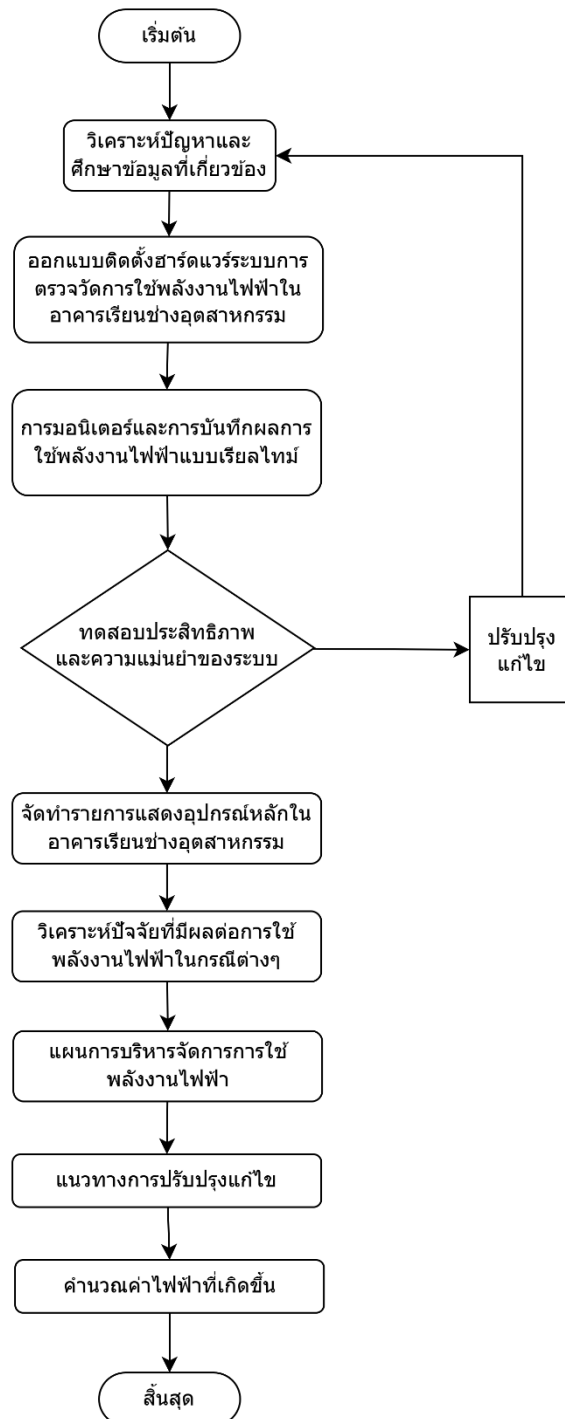 เริ่มต้น
วิเคราะห์ปัญหาและ
ศึกษาข้อมูลที่เกี่ยวข้อง
ออกแบบติดตั้งฮาร์ดแวร์ระบบการ
ตรวจวัดการใช้พลังงานไฟฟ้าใน
อาคารเรียนช่างอุตสาหกรรม
การมอนิเตอร์และการบันทึกผลการ
ใช้พลังงานไฟฟ้าแบบเรียลไทม์
ทดสอบประสิทธิภาพ
และความแม่นยำของระบบ
ปรับปรุง
แก้ไข
จัดทำรายการแสดงอุปกรณ์หลักใน
อาคารเรียนช่างอุตสาหกรรม
วิเคราะห์ปัจจัยที่มีผลต่อการใช้
พลังงานไฟฟ้าในกรณีต่างๆ
แผนการบริหารจัดการการใช้
พลังงานไฟฟ้า
แนวทางการปรับปรุงแก้ไข
คำนวณค่าไฟฟ้าที่เกิดขึ้น
สิ้นสุด